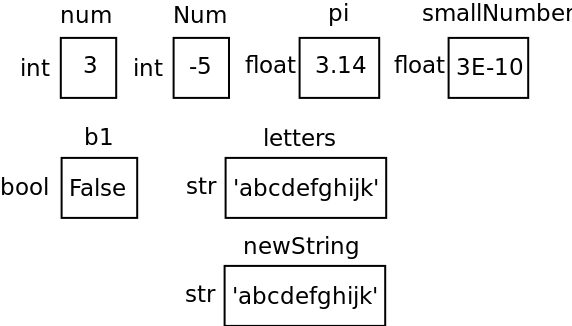 num Num pi smallNumber
int 3 int -5 float 3.14 float 3E-10
b1 letters
bool False str 'abcdefghijk'
newString
str 'abcdefghijk'